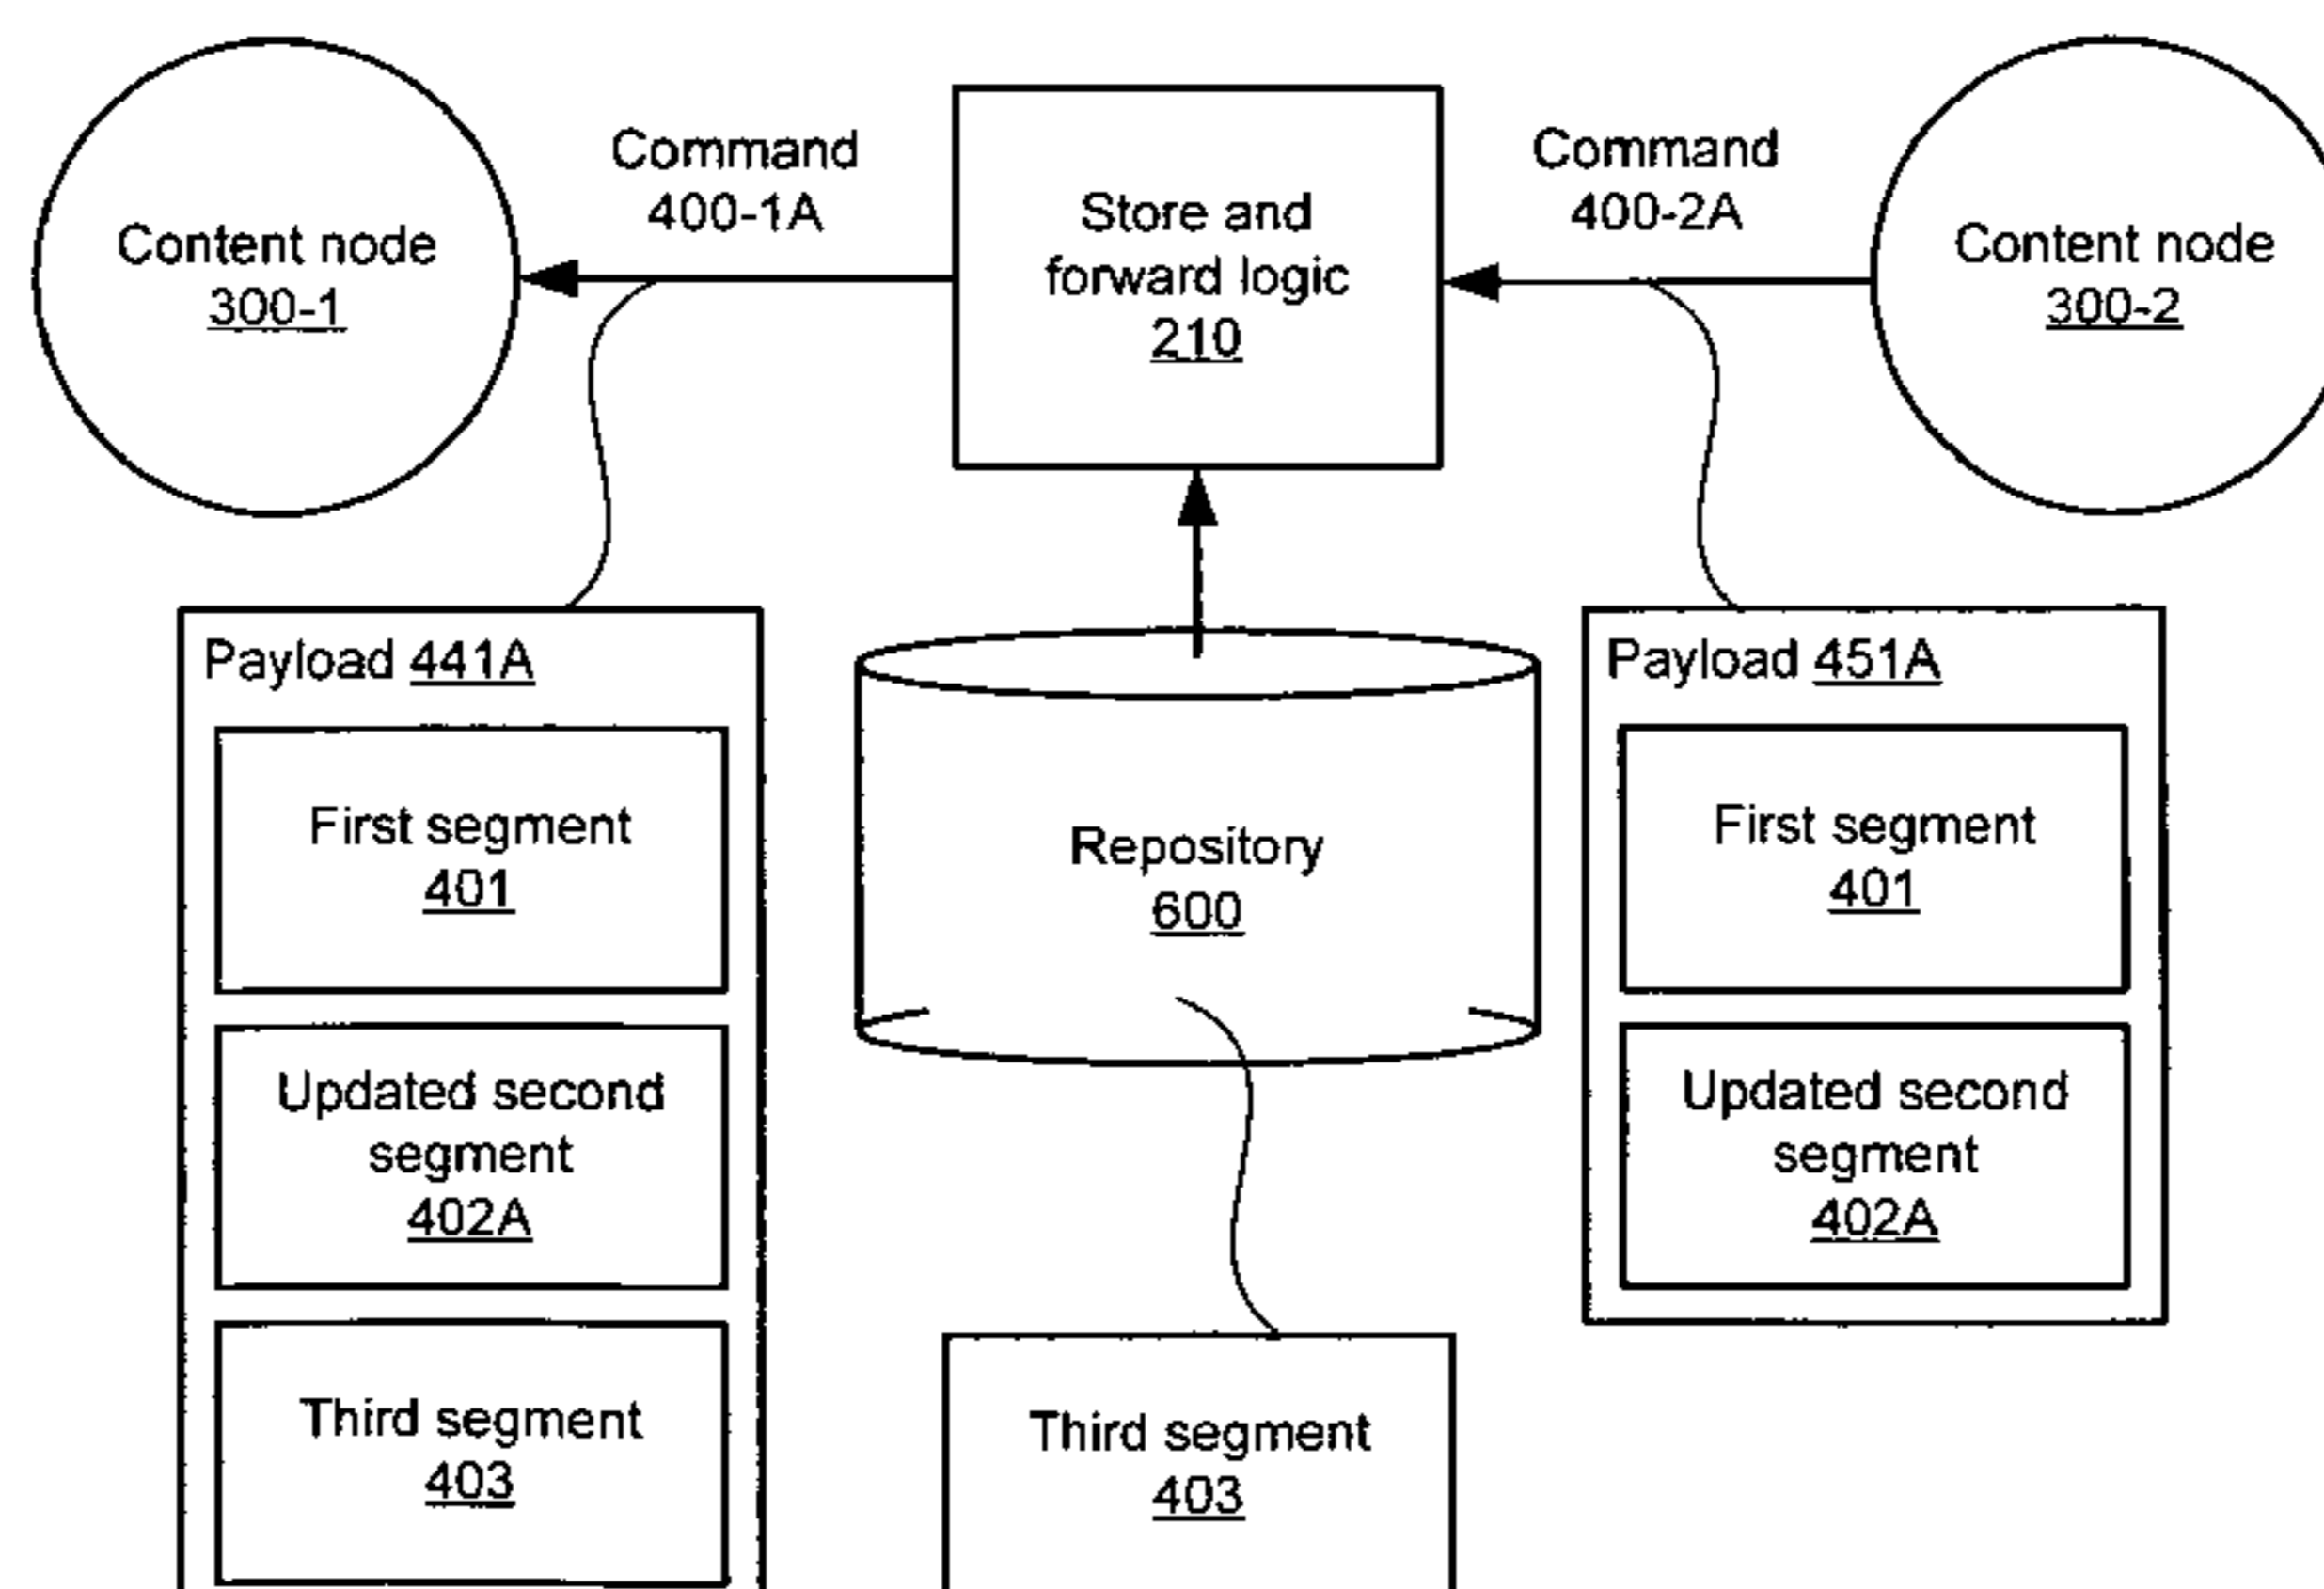 Content node
300-1
Command
400-1A
Store and
forward logic
210
Command
400-2A
Content node
300-2
Payload 441A
First segment
401
Updated second
segment
402A
Third segment
403
Repository
600
Third segment
403
Payload 451A
First segment
401
Updated second
segment
402A